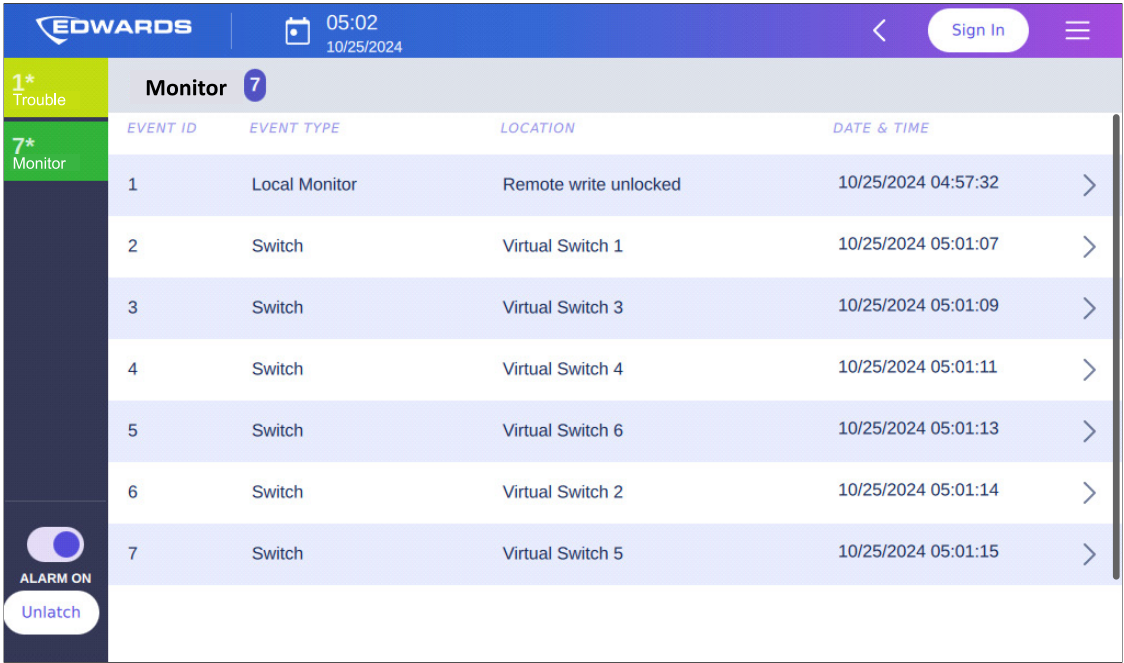 EDWARDS
05:02
10/25/2024
Sign In
1*
Trouble
7*
Monitor
Monitor 7
EVENT ID EVENT TYPE LOCATION DATE & TIME
1 Local Monitor Remote write unlocked 10/25/2024 04:57:32
2 Switch Virtual Switch 1 10/25/2024 05:01:07
3 Switch Virtual Switch 3 10/25/2024 05:01:09
4 Switch Virtual Switch 4 10/25/2024 05:01:11
5 Switch Virtual Switch 6 10/25/2024 05:01:13
6 Switch Virtual Switch 2 10/25/2024 05:01:14
7 Switch Virtual Switch 5 10/25/2024 05:01:15
ALARM ON
Unlatch